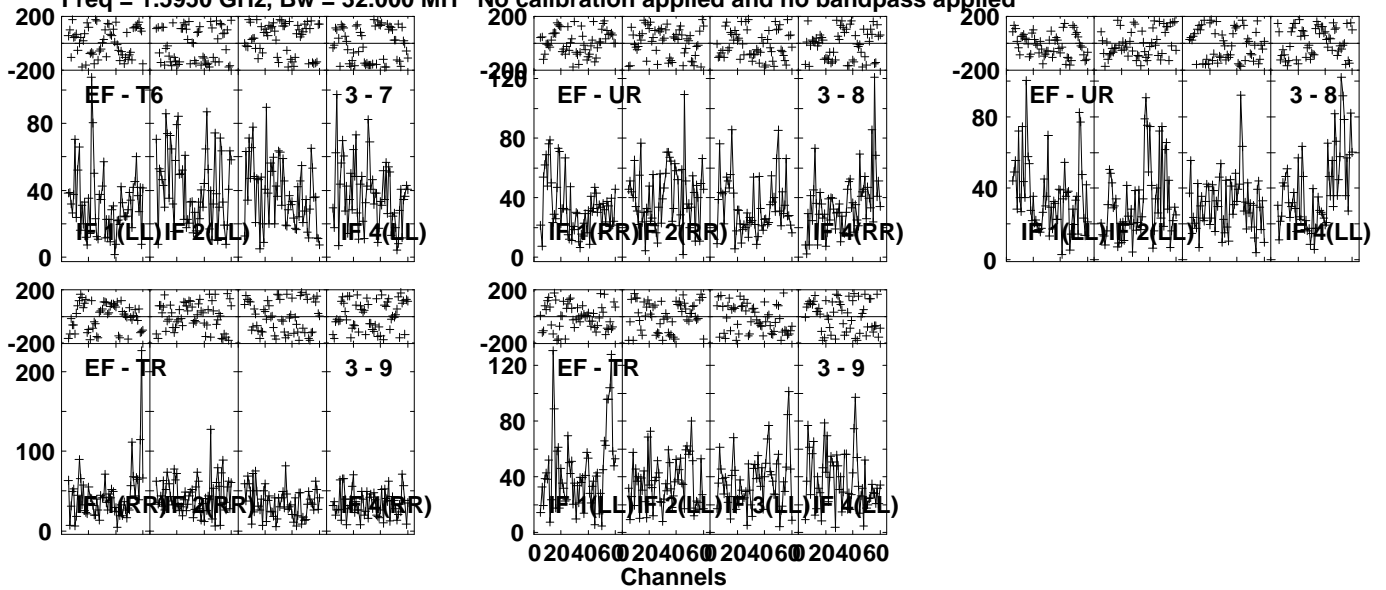 Freq = 1.5950 GHz, Bw = 32.000 MH No calibration applied and no bandpass applied
200
-200
EF - T6 3 - 7
80
40
0
IF 1(LL) IF 2(LL) IF 4(LL)
200
-200
120
EF - UR 3 - 8
80
40
0
IF 1(RR) IF 2(RR) IF 4(RR)
200
-200
EF - UR 3 - 8
80
40
0
IF 1(LL) IF 2(LL) IF 4(LL)
200
-200
EF - TR 3 - 9
200
100
0
IF 1(RR) IF 2(RR) IF 4(RR)
200
-200
120
EF - TR 3 - 9
80
40
0
IF 1(LL) IF 2(LL) IF 3(LL) IF 4(LL)
0 20 40 60 0 20 40 60 0 20 40 60 0 20 40 60
Channels